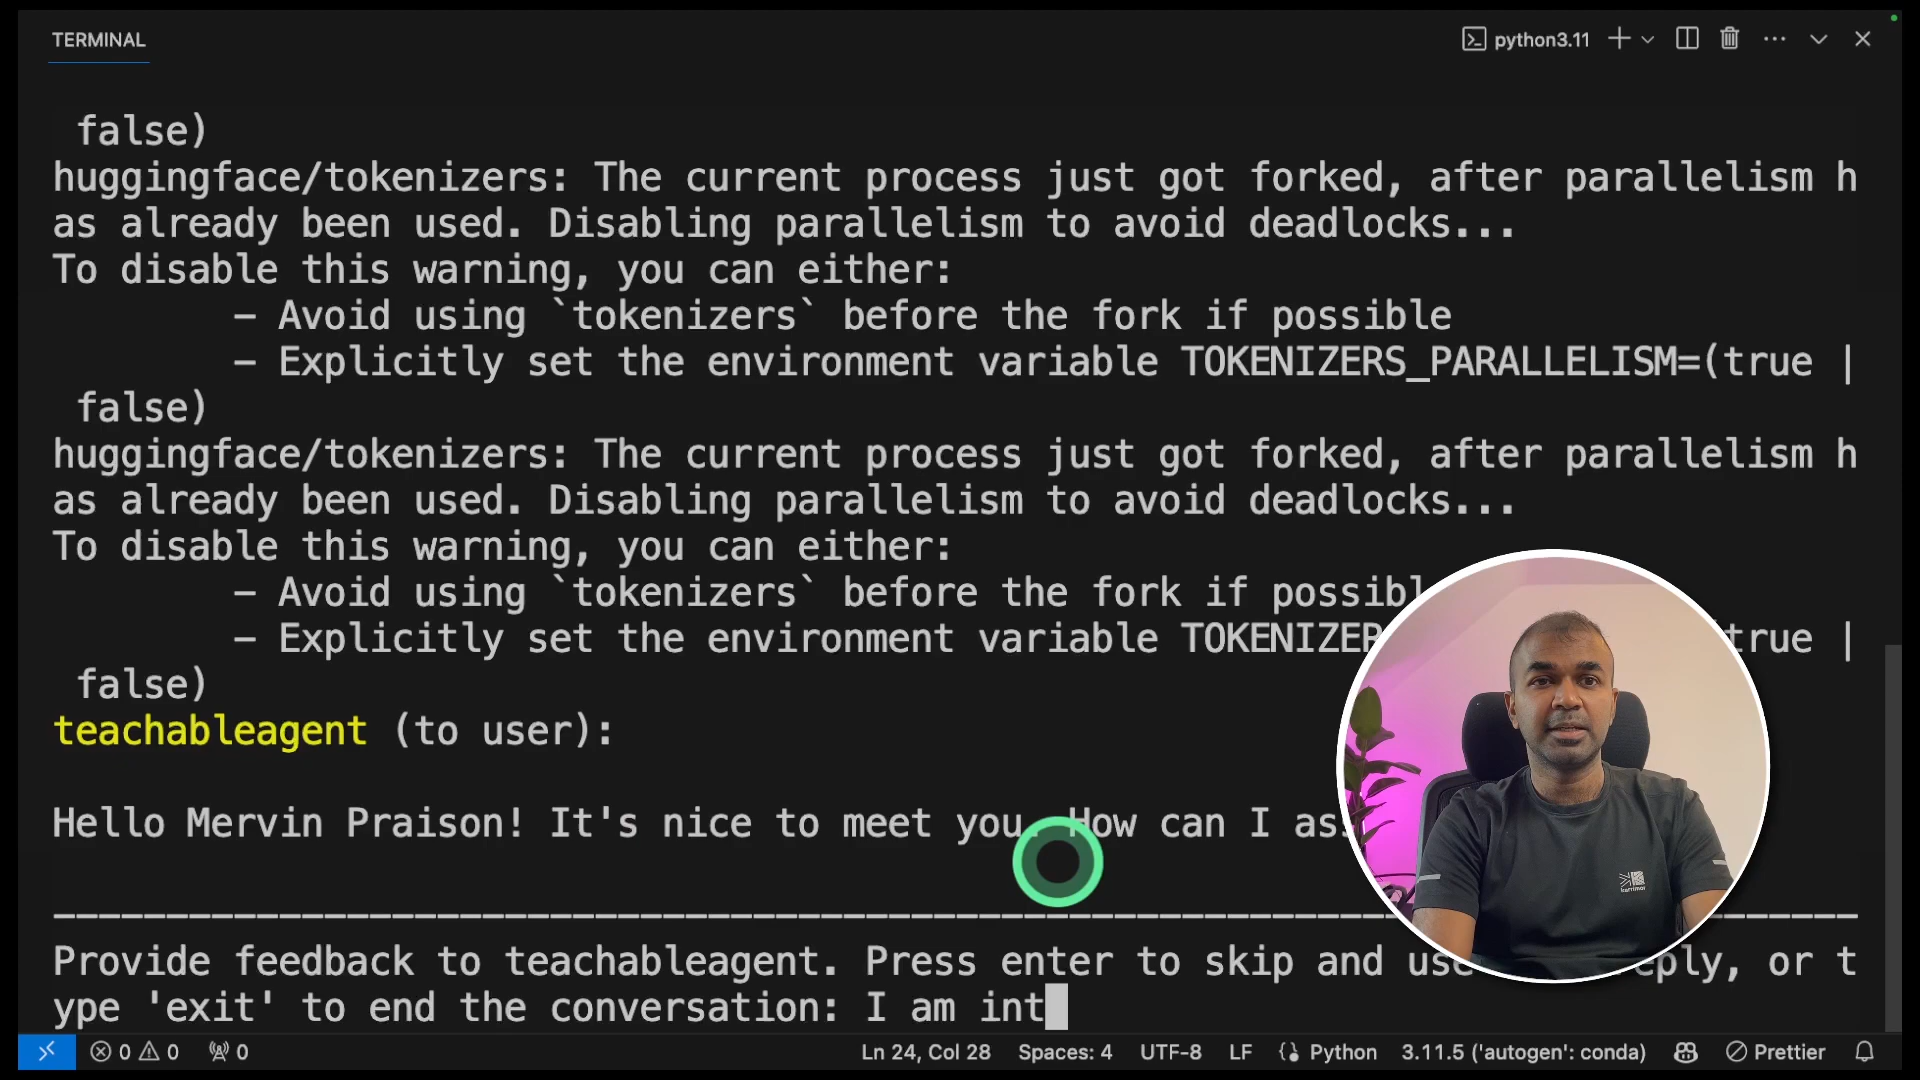 TERMINAL
python3.11
false)
huggingface/tokenizers: The current process just got forked, after parallelism h
as already been used. Disabling parallelism to avoid deadlocks...
To disable this warning, you can either:
- Avoid using `tokenizers` before the fork if possible
- Explicitly set the environment variable TOKENIZERS_PARALLELISM=(true |
false)
huggingface/tokenizers: The current process just got forked, after parallelism h
as already been used. Disabling parallelism to avoid deadlocks...
To disable this warning, you can either:
- Avoid using `tokenizers` before the fork if possibl
- Explicitly set the environment variable TOKENIZER true |
false)
teachableagent (to user):
Hello Mervin Praison! It's nice to meet you. How can I as
Provide feedback to teachableagent. Press enter to skip and use eply, or t
ype 'exit' to end the conversation: I am int
0 0 0 Ln 24, Col 28 Spaces: 4 UTF-8 LF Python 3.11.5 ('autogen': conda) Prettier